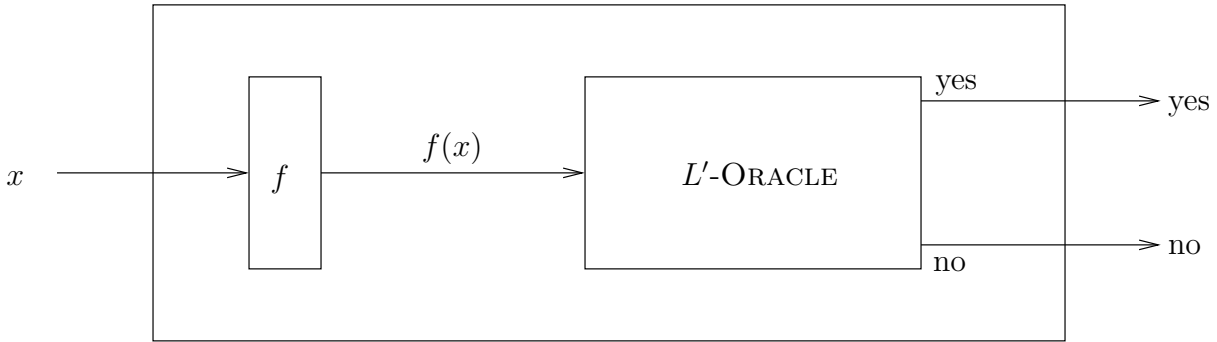 yes
yes
f(x)
x
f
L′-ORACLE
no
no